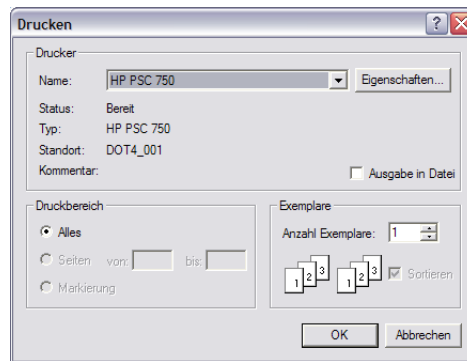 Drucken
Drucker
Name: HP PSC 750 Eigenschaften...
Status: Bereit
Typ: HP PSC 750
Standort: DOT4_001
Kommentar:
Ausgabe in Datei
Druckbereich
Alles
Seiten von: bis:
Markierung
Exemplare
Anzahl Exemplare: 1
1 2 3 1 2 3 Sortieren
OK Abbrechen